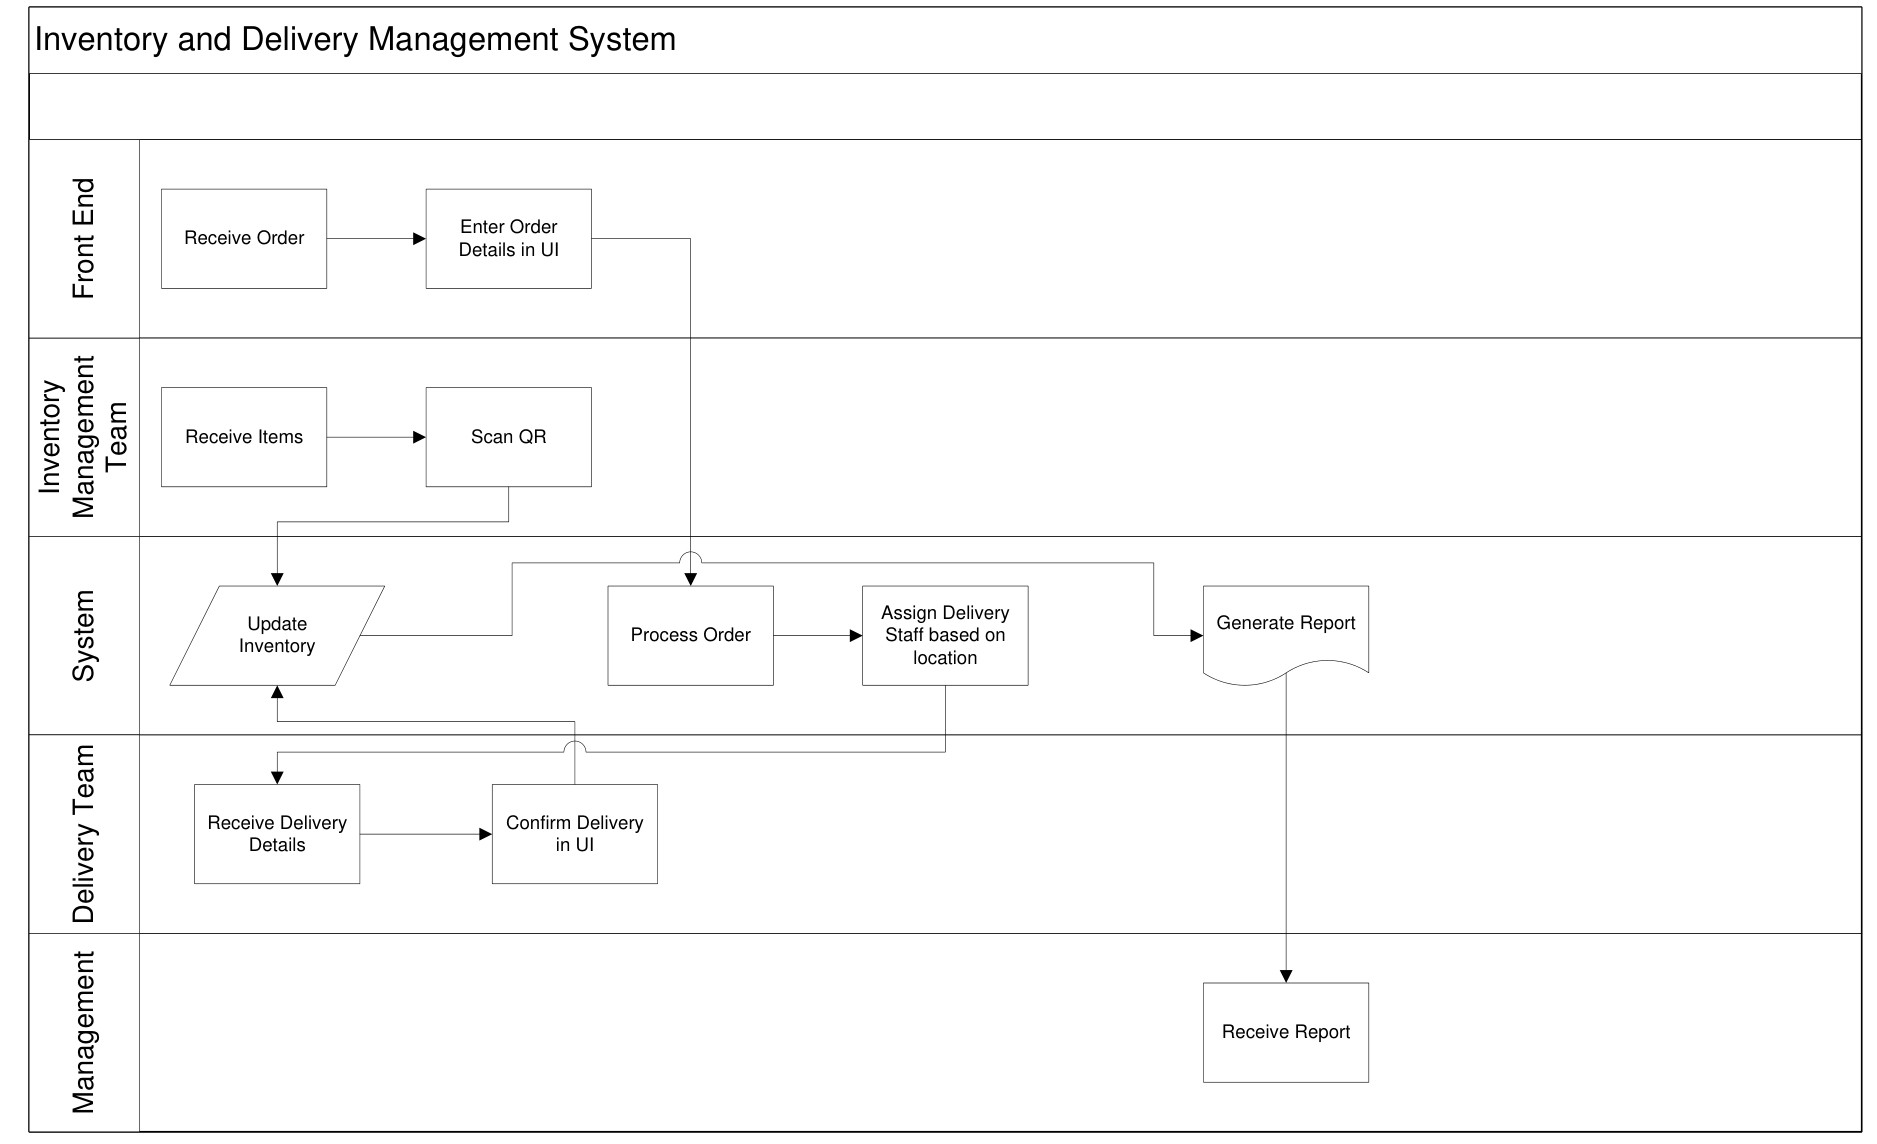 Inventory and Delivery Management System
Front End
Receive Order
Enter Order
Details in UI
Inventory
Management
Team
Receive Items
Scan QR
System
Update
Inventory
Process Order
Assign Delivery
Staff based on
location
Generate Report
Delivery Team
Receive Delivery
Details
Confirm Delivery
in UI
Management
Receive Report